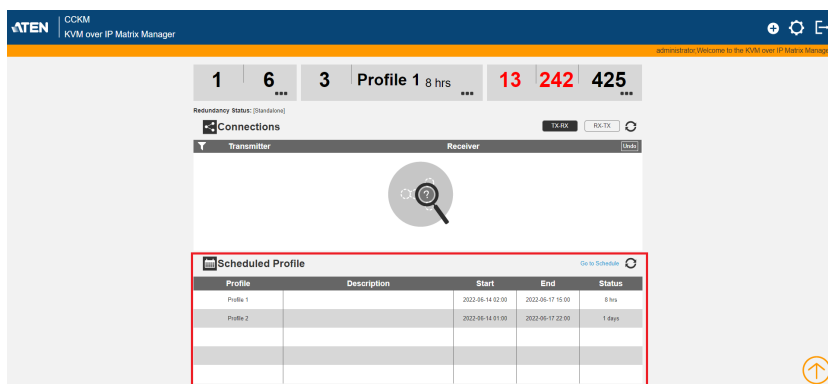 ATEN
CCKM
KVM over IP Matrix Manager
administrator,Welcome to the KVM over IP Matrix Manage
1 6 3 Profile 1 8 hrs 13 242 425
Redundancy Status: [Standalone]
Connections TX-RX RX-TX
Transmitter Receiver Undo
?
Scheduled Profile Go to Schedule
Profile Description Start End Status
Profile 1 2022-06-14 02:00 2022-06-17 15:00 8 hrs
Profile 2 2022-06-14 01:00 2022-06-17 22:00 1 days